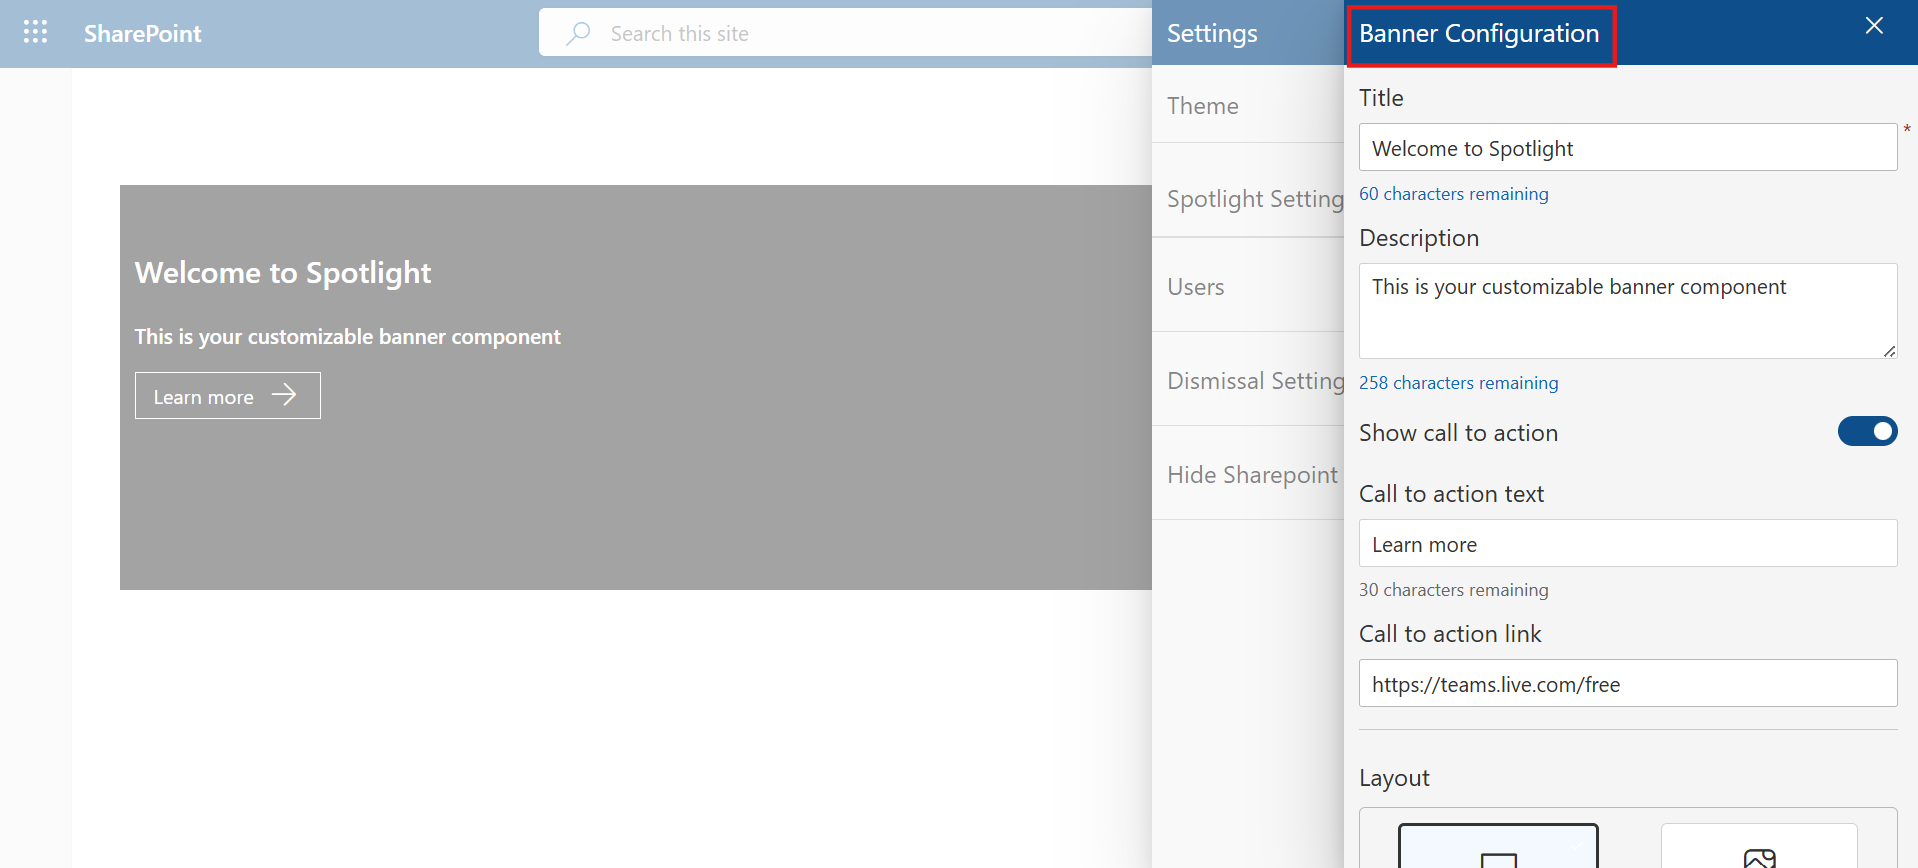 SharePoint
Search this site
Welcome to Spotlight
This is your customizable banner component
Learn more
Settings
Theme
Spotlight Setting
Users
Dismissal Setting
Hide Sharepoint
Banner Configuration
Title
Welcome to Spotlight
*
60 characters remaining
Description
This is your customizable banner component
258 characters remaining
Show call to action
Call to action text
Learn more
30 characters remaining
Call to action link
https://teams.live.com/free
Layout